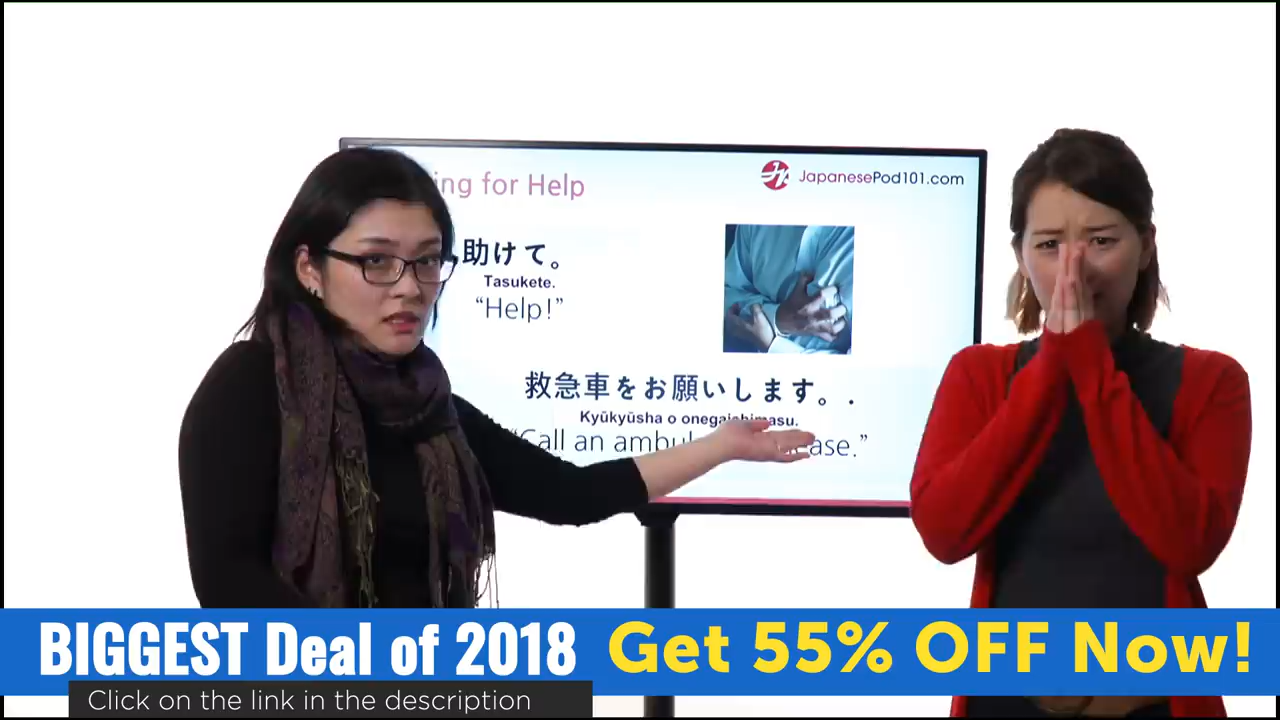 ing for Help
JapanesePod101.com
助けて。
Tasukete.
“Help!”
救急車をお願いします。.
Kyūkyūsha o onegaishimasu.
“Call an ease.”
BIGGEST Deal of 2018
Get 55% OFF Now!
Click on the link in the description